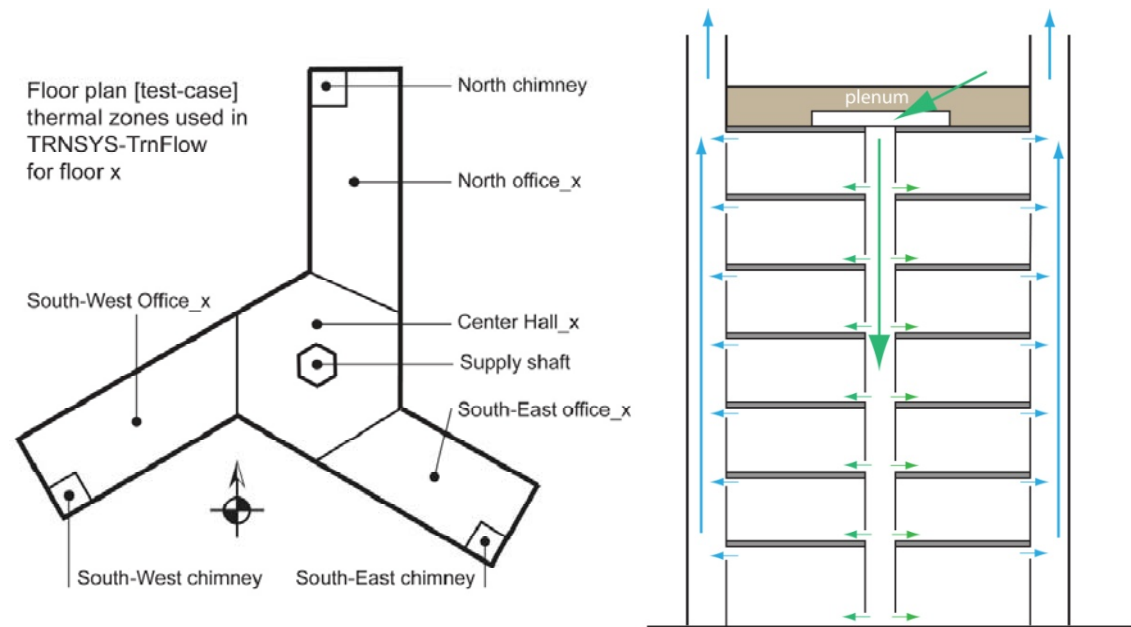 Floor plan [test-case]
thermal zones used in
TRNSYS-TrnFlow
for floor x
North chimney
North office_x
South-West Office_x
Center Hall_x
Supply shaft
South-East office_x
South-West chimney
South-East chimney
plenum